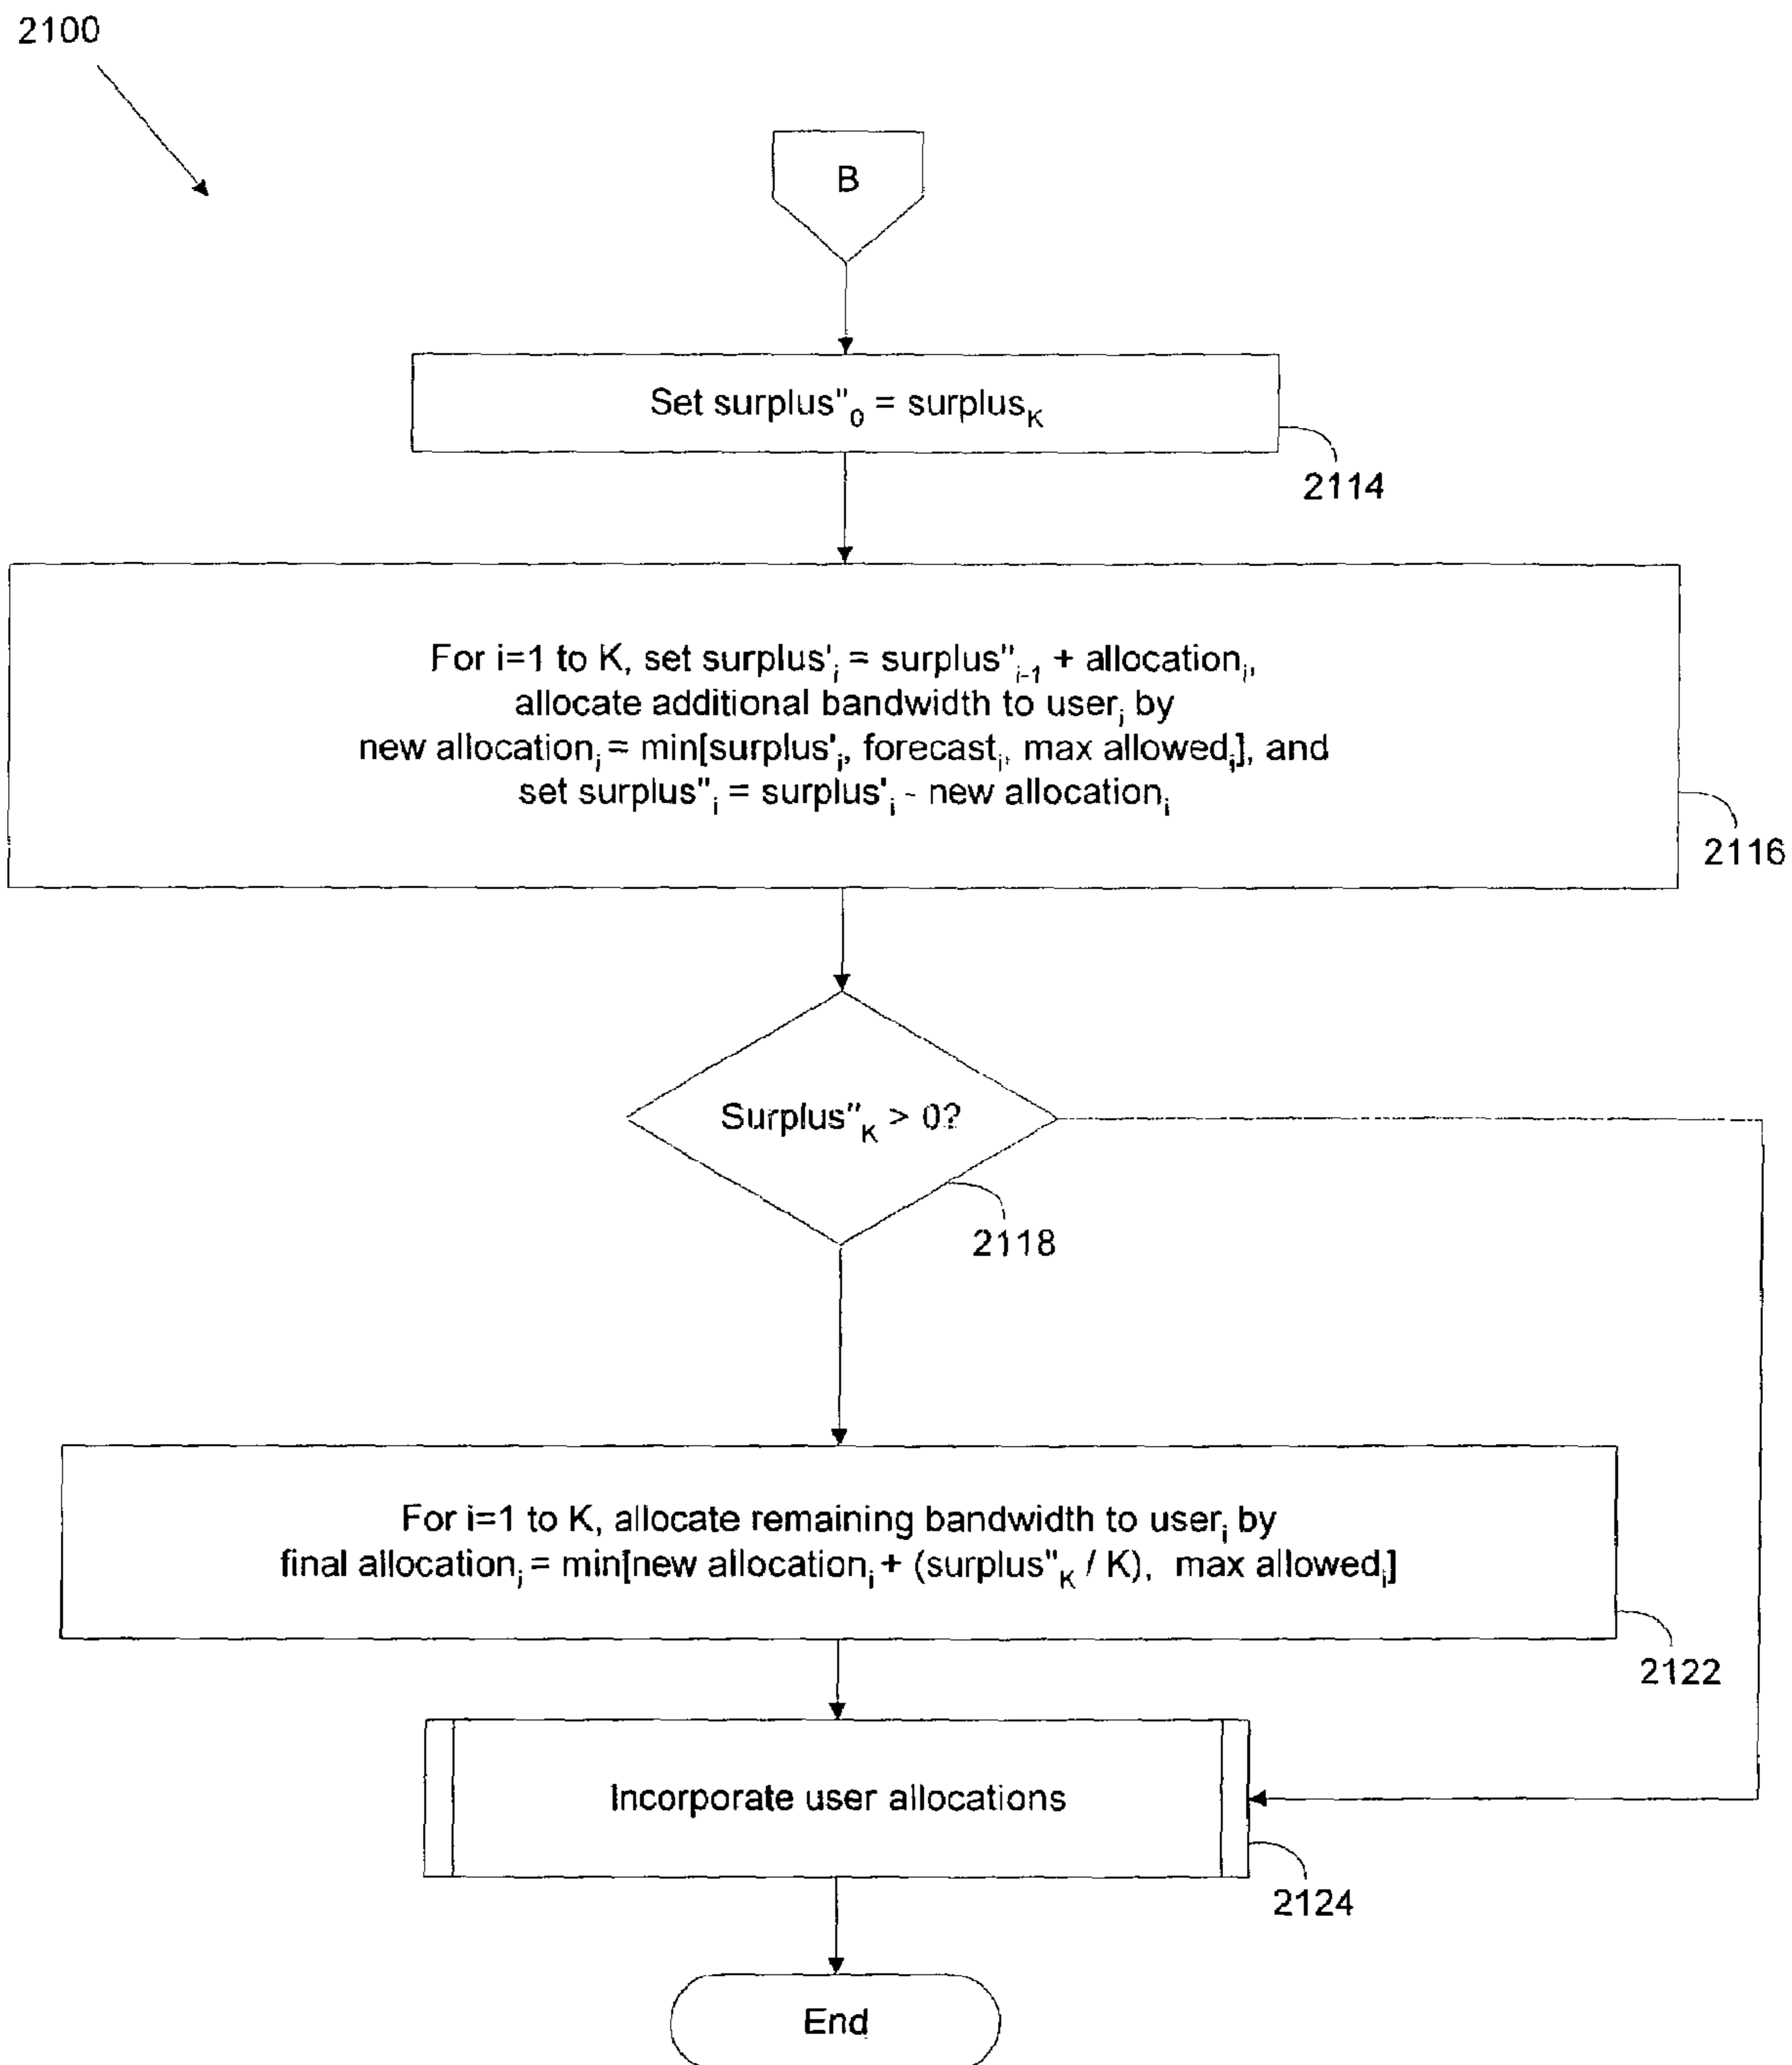 2100
B
Set surplus"₀ = surplusK
2114
For i=1 to K, set surplus'ᵢ = surplus"ᵢ₋₁ + allocationᵢ,
allocate additional bandwidth to userᵢ by
new allocationᵢ = min[surplus'ᵢ, forecastᵢ, max allowedᵢ], and
set surplus"ᵢ = surplus'ᵢ - new allocationᵢ
2116
Surplus"K > 0?
2118
For i=1 to K, allocate remaining bandwidth to userᵢ by
final allocationᵢ = min[new allocationᵢ + (surplus"K / K), max allowedᵢ]
2122
Incorporate user allocations
2124
End